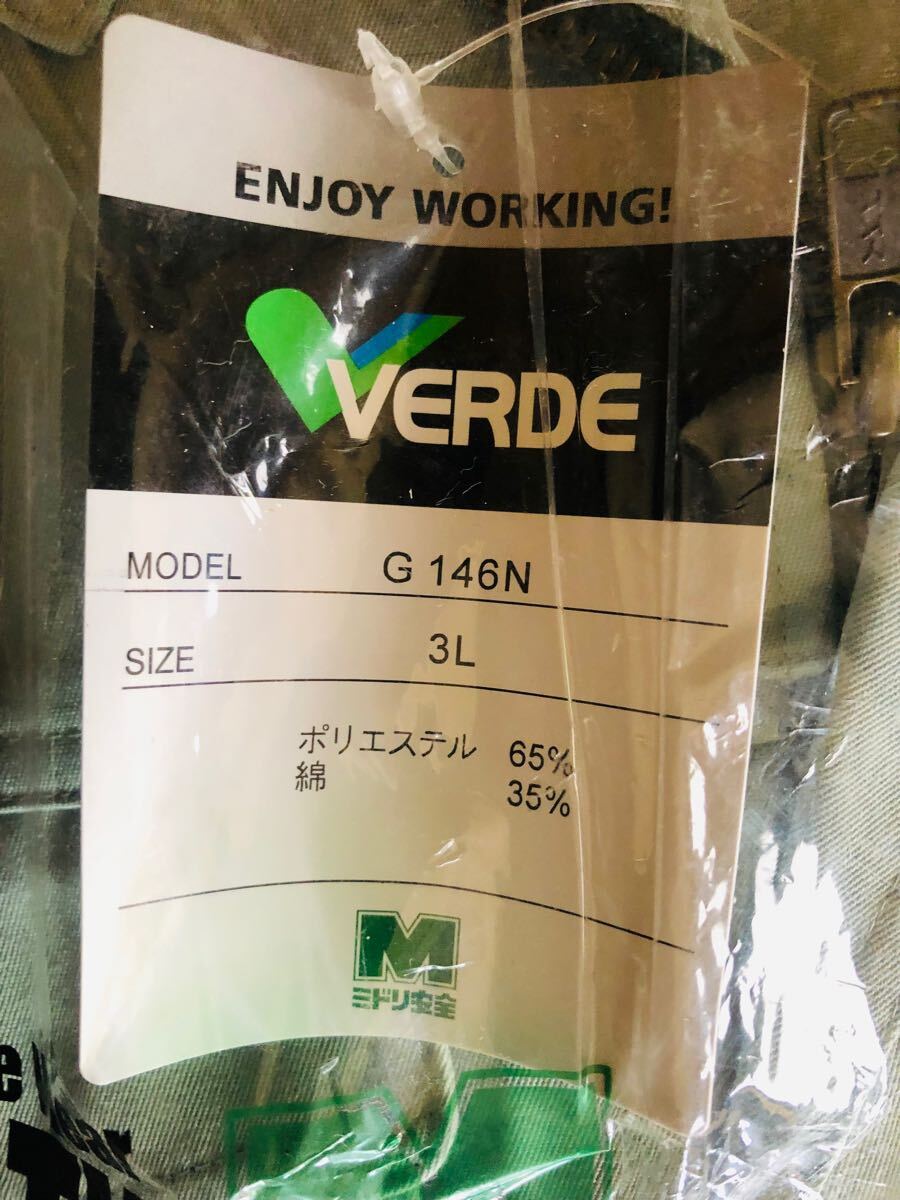 ENJOY WORKING!
VERDE
MODEL G 146N
SIZE 3L
ポリエステル 65%
綿 35%
M
ミドリ安全